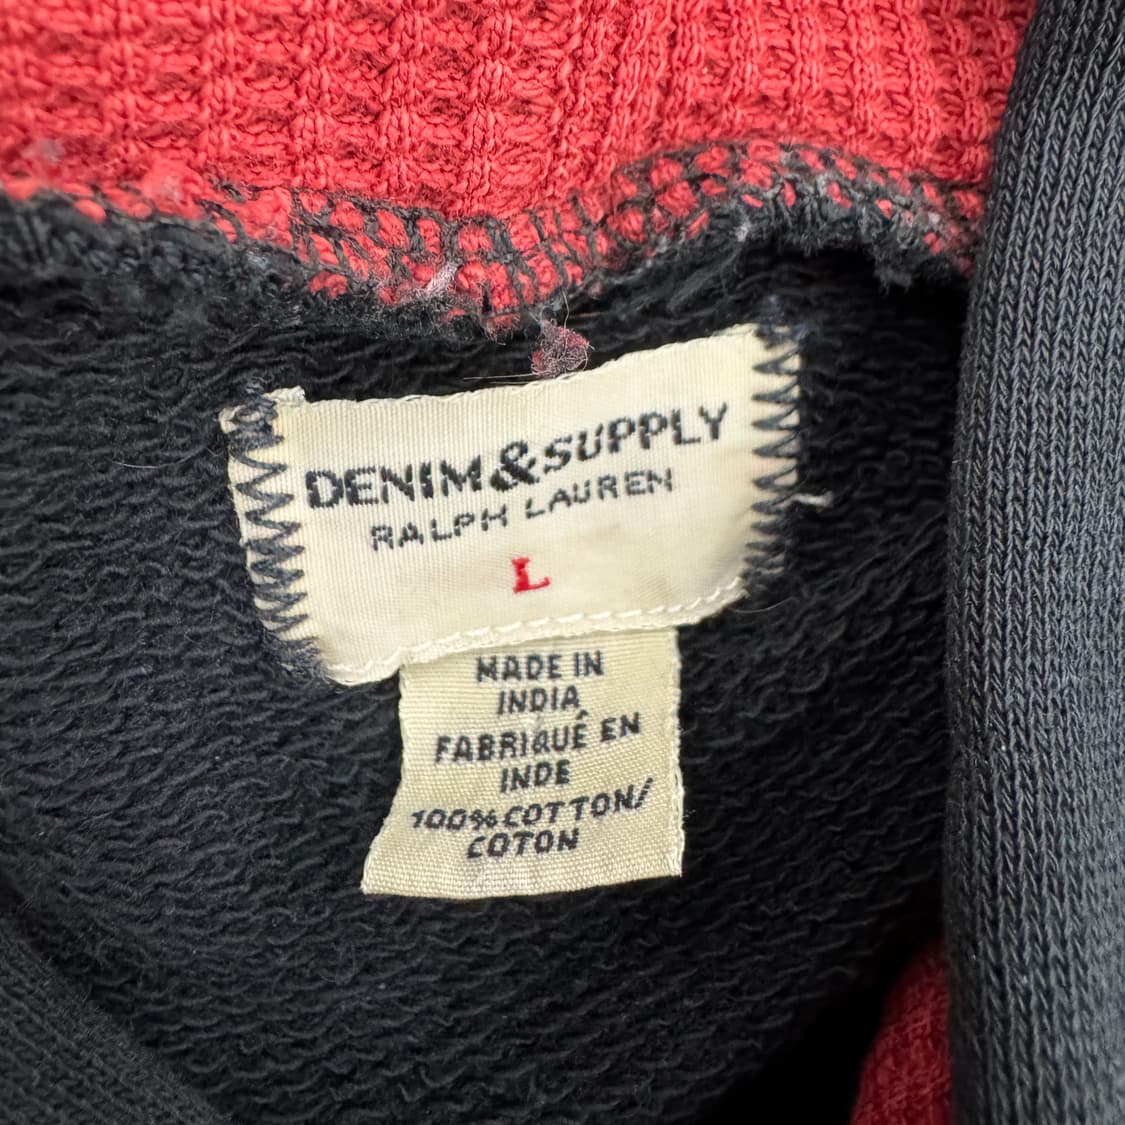 DENIM&SUPPLY
RALPH LAUREN
L
MADE IN
INDIA
FABRIQUÉ EN
INDE
100% COTTON/
COTON